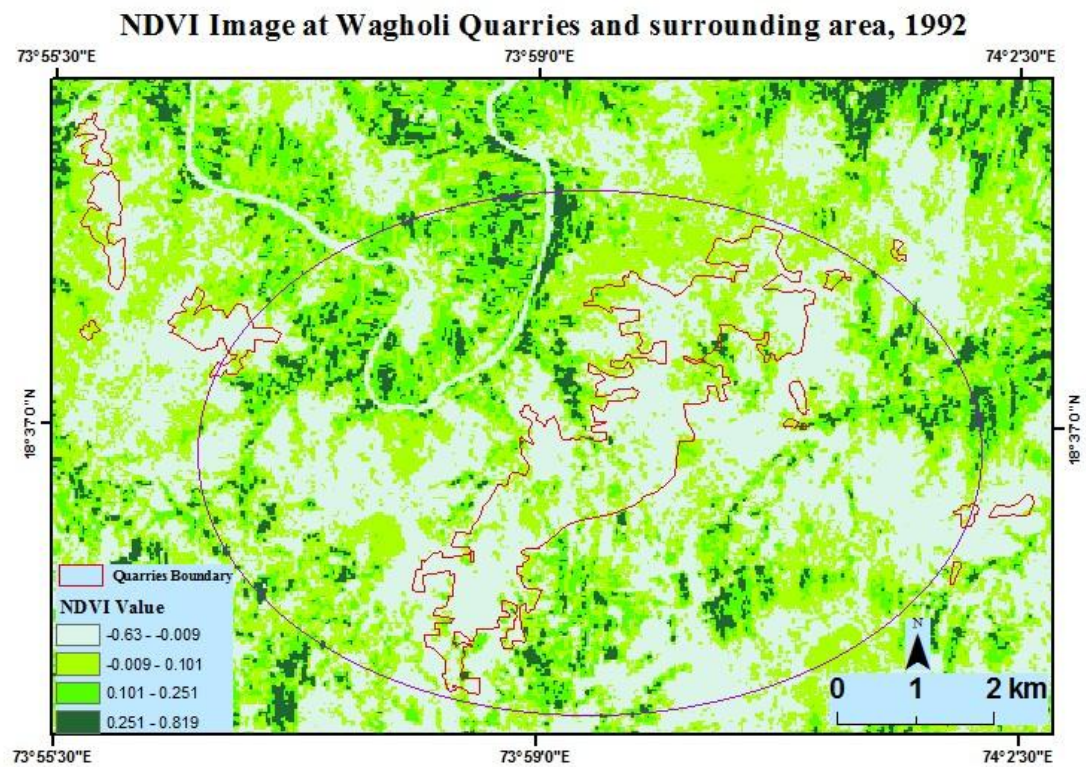 NDVI Image at Wagholi Quarries and surrounding area, 1992
73°55'30"E 73°59'0"E 74°2'30"E
18°37'0"N 18°37'0"N
Quarries Boundary
NDVI Value
-0.63 - -0.009
-0.009 - 0.101
0.101 - 0.251
0.251 - 0.819
N
0 1 2 km
73°55'30"E 73°59'0"E 74°2'30"E